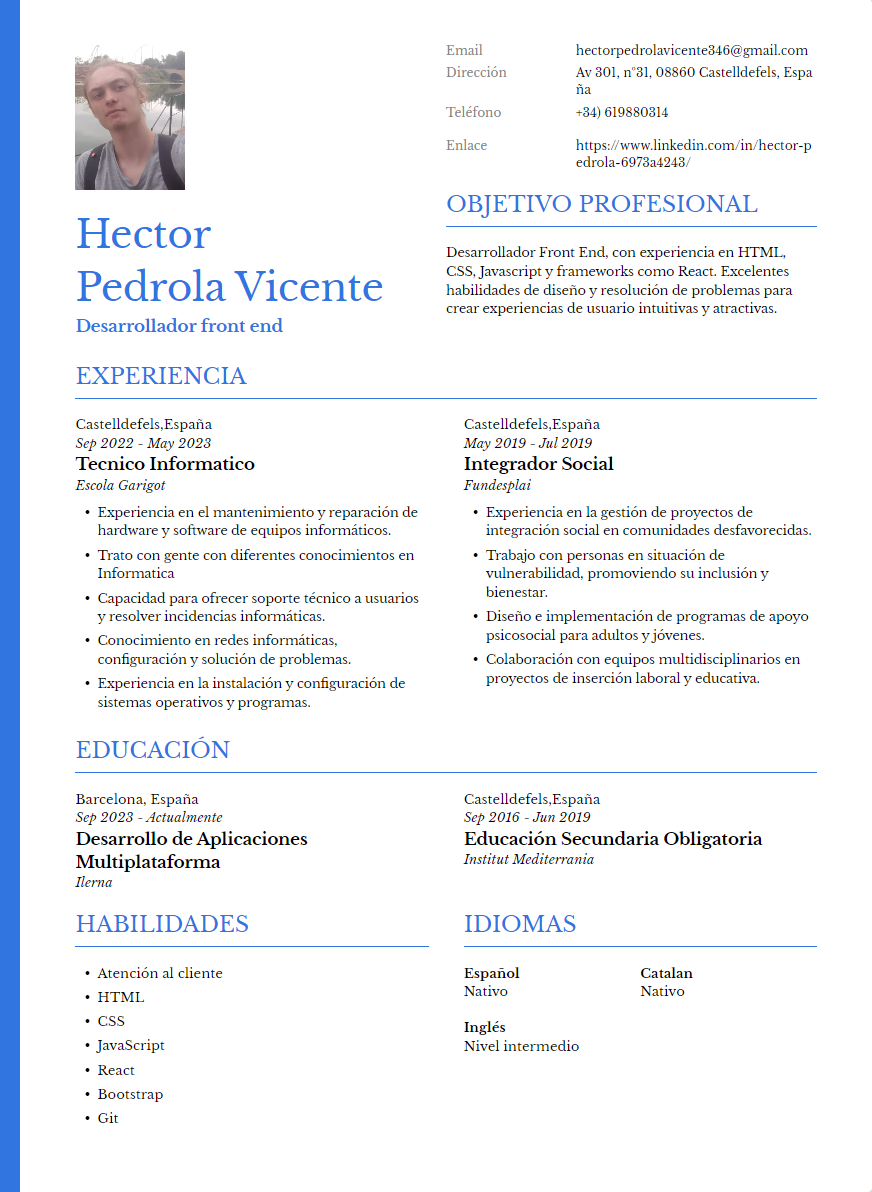 Email
hectorpedrolavicente346@gmail.com
Dirección
Av 301, nº31, 08860 Castelldefels, Espa
ña
Teléfono
+34) 619880314
Enlace
https://www.linkedin.com/in/hector-p
edrola-6973a4243/
Hector
Pedrola Vicente
Desarrollador front end
OBJETIVO PROFESIONAL
Desarrollador Front End, con experiencia en HTML,
CSS, Javascript y frameworks como React. Excelentes
habilidades de diseño y resolución de problemas para
crear experiencias de usuario intuitivas y atractivas.
EXPERIENCIA
Castelldefels,España
Sep 2022 - May 2023
Tecnico Informatico
Escola Garigot
• Experiencia en el mantenimiento y reparación de
hardware y software de equipos informáticos.
• Trato con gente con diferentes conocimientos en
Informatica
• Capacidad para ofrecer soporte técnico a usuarios
y resolver incidencias informáticas.
• Conocimiento en redes informáticas,
configuración y solución de problemas.
• Experiencia en la instalación y configuración de
sistemas operativos y programas.
Castelldefels,España
May 2019 - Jul 2019
Integrador Social
Fundesplai
• Experiencia en la gestión de proyectos de
integración social en comunidades desfavorecidas.
• Trabajo con personas en situación de
vulnerabilidad, promoviendo su inclusión y
bienestar.
• Diseño e implementación de programas de apoyo
psicosocial para adultos y jóvenes.
• Colaboración con equipos multidisciplinarios en
proyectos de inserción laboral y educativa.
EDUCACIÓN
Barcelona, España
Sep 2023 - Actualmente
Desarrollo de Aplicaciones
Multiplataforma
Ilerna
Castelldefels,España
Sep 2016 - Jun 2019
Educación Secundaria Obligatoria
Institut Mediterrania
HABILIDADES
• Atención al cliente
• HTML
• CSS
• JavaScript
• React
• Bootstrap
• Git
IDIOMAS
Español
Nativo
Catalan
Nativo
Inglés
Nivel intermedio